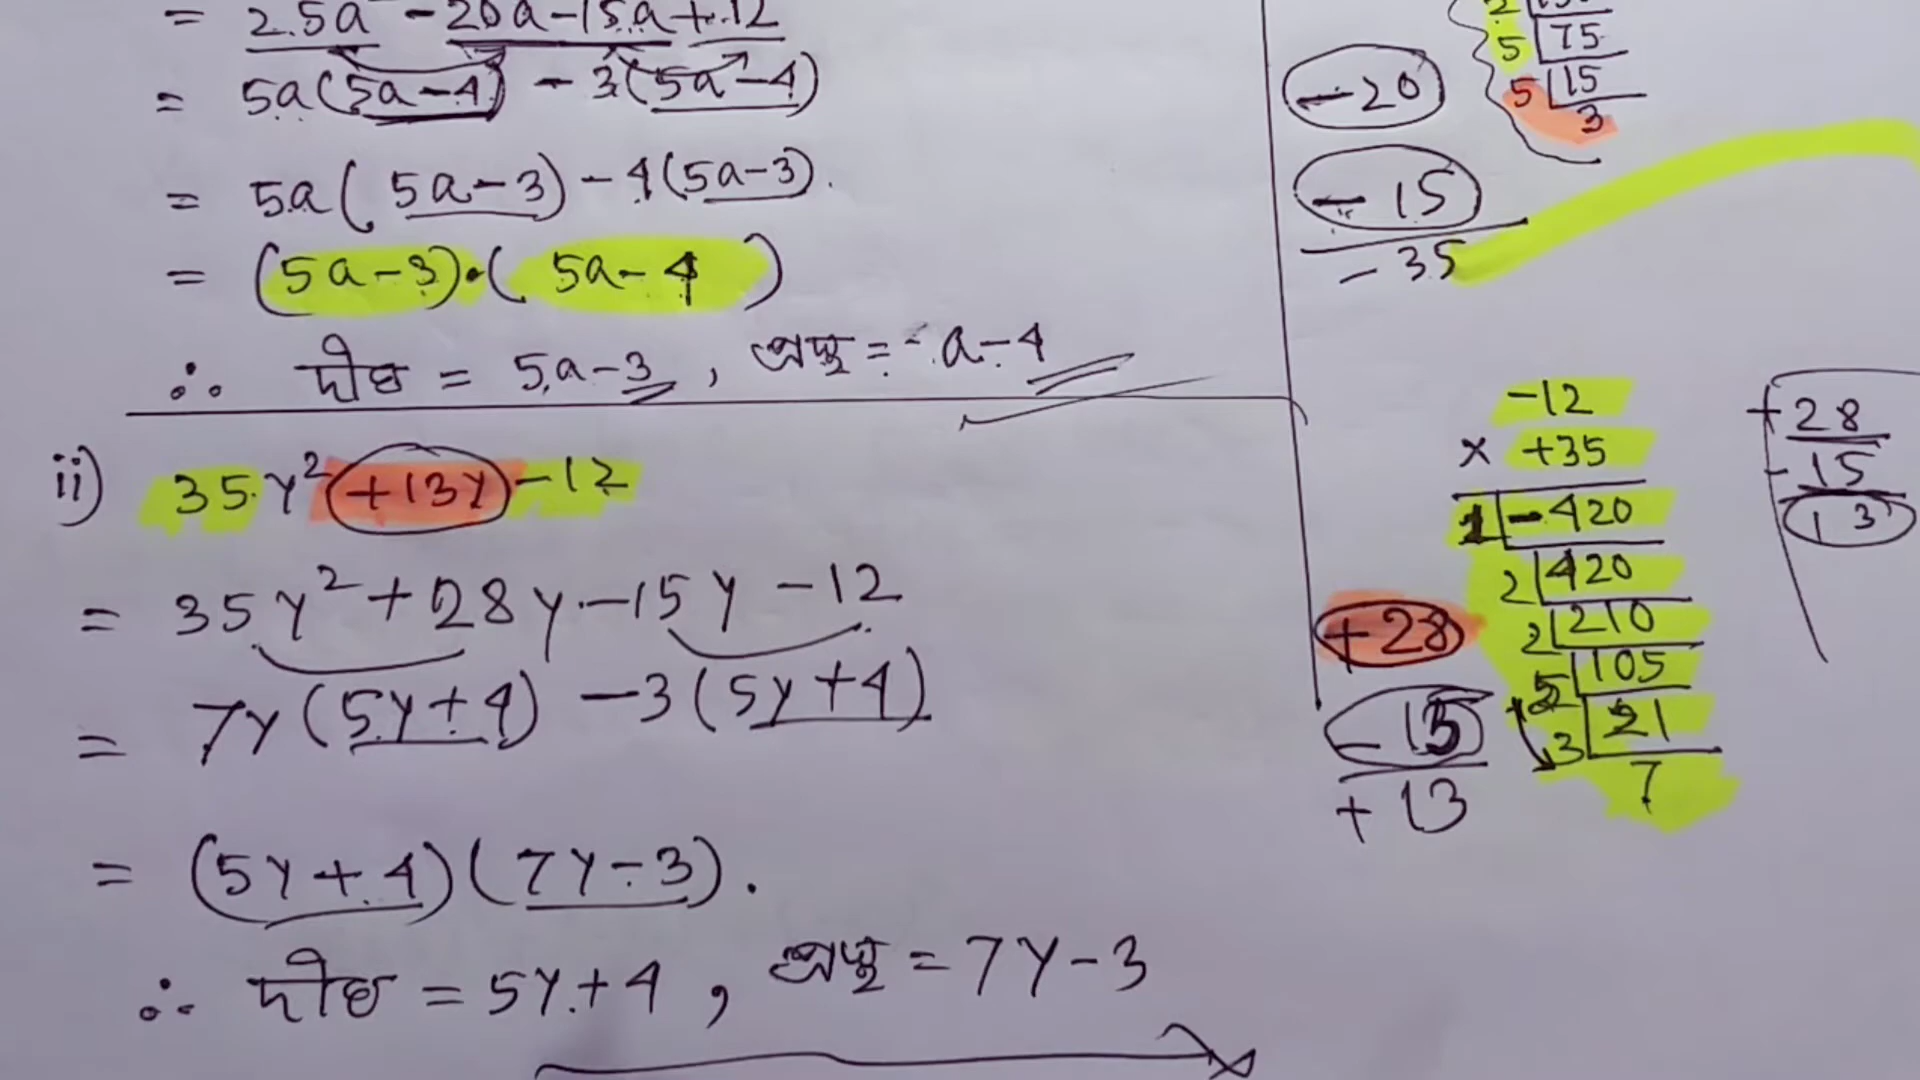 = 25a² - 20a - 15a + 12
= 5a(5a-4) - 3(5a-4)
= 5a(5a-3) - 4(5a-3).
= (5a-3)·(5a-4)
∴ দীঘ = 5a-3, প্ৰস্থ = a-4
ii) 35y² +13y -12
= 35y² + 28y - 15y - 12
= 7y(5y+4) - 3(5y+4)
= (5y+4)(7y-3).
∴ দীঘ = 5y+4, প্ৰস্থ = 7y-3
5 75
5 15
3
-20
-15
-35
-12
× +35
1 -420
2 420
2 210
5 105
3 21
7
+28
-15
+13
+28
-15
13